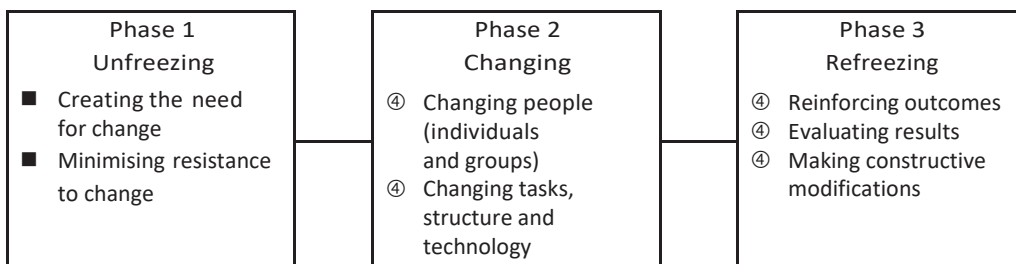 Phase 1
Unfreezing
■ Creating the need
for change
■ Minimising resistance
to change
Phase 2
Changing
④ Changing people
(individuals
and groups)
④ Changing tasks,
structure and
technology
Phase 3
Refreezing
④ Reinforcing outcomes
④ Evaluating results
④ Making constructive
modifications